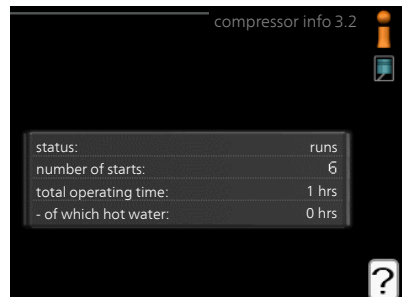 compressor info 3.2
status: runs
number of starts: 6
total operating time: 1 hrs
- of which hot water: 0 hrs
?